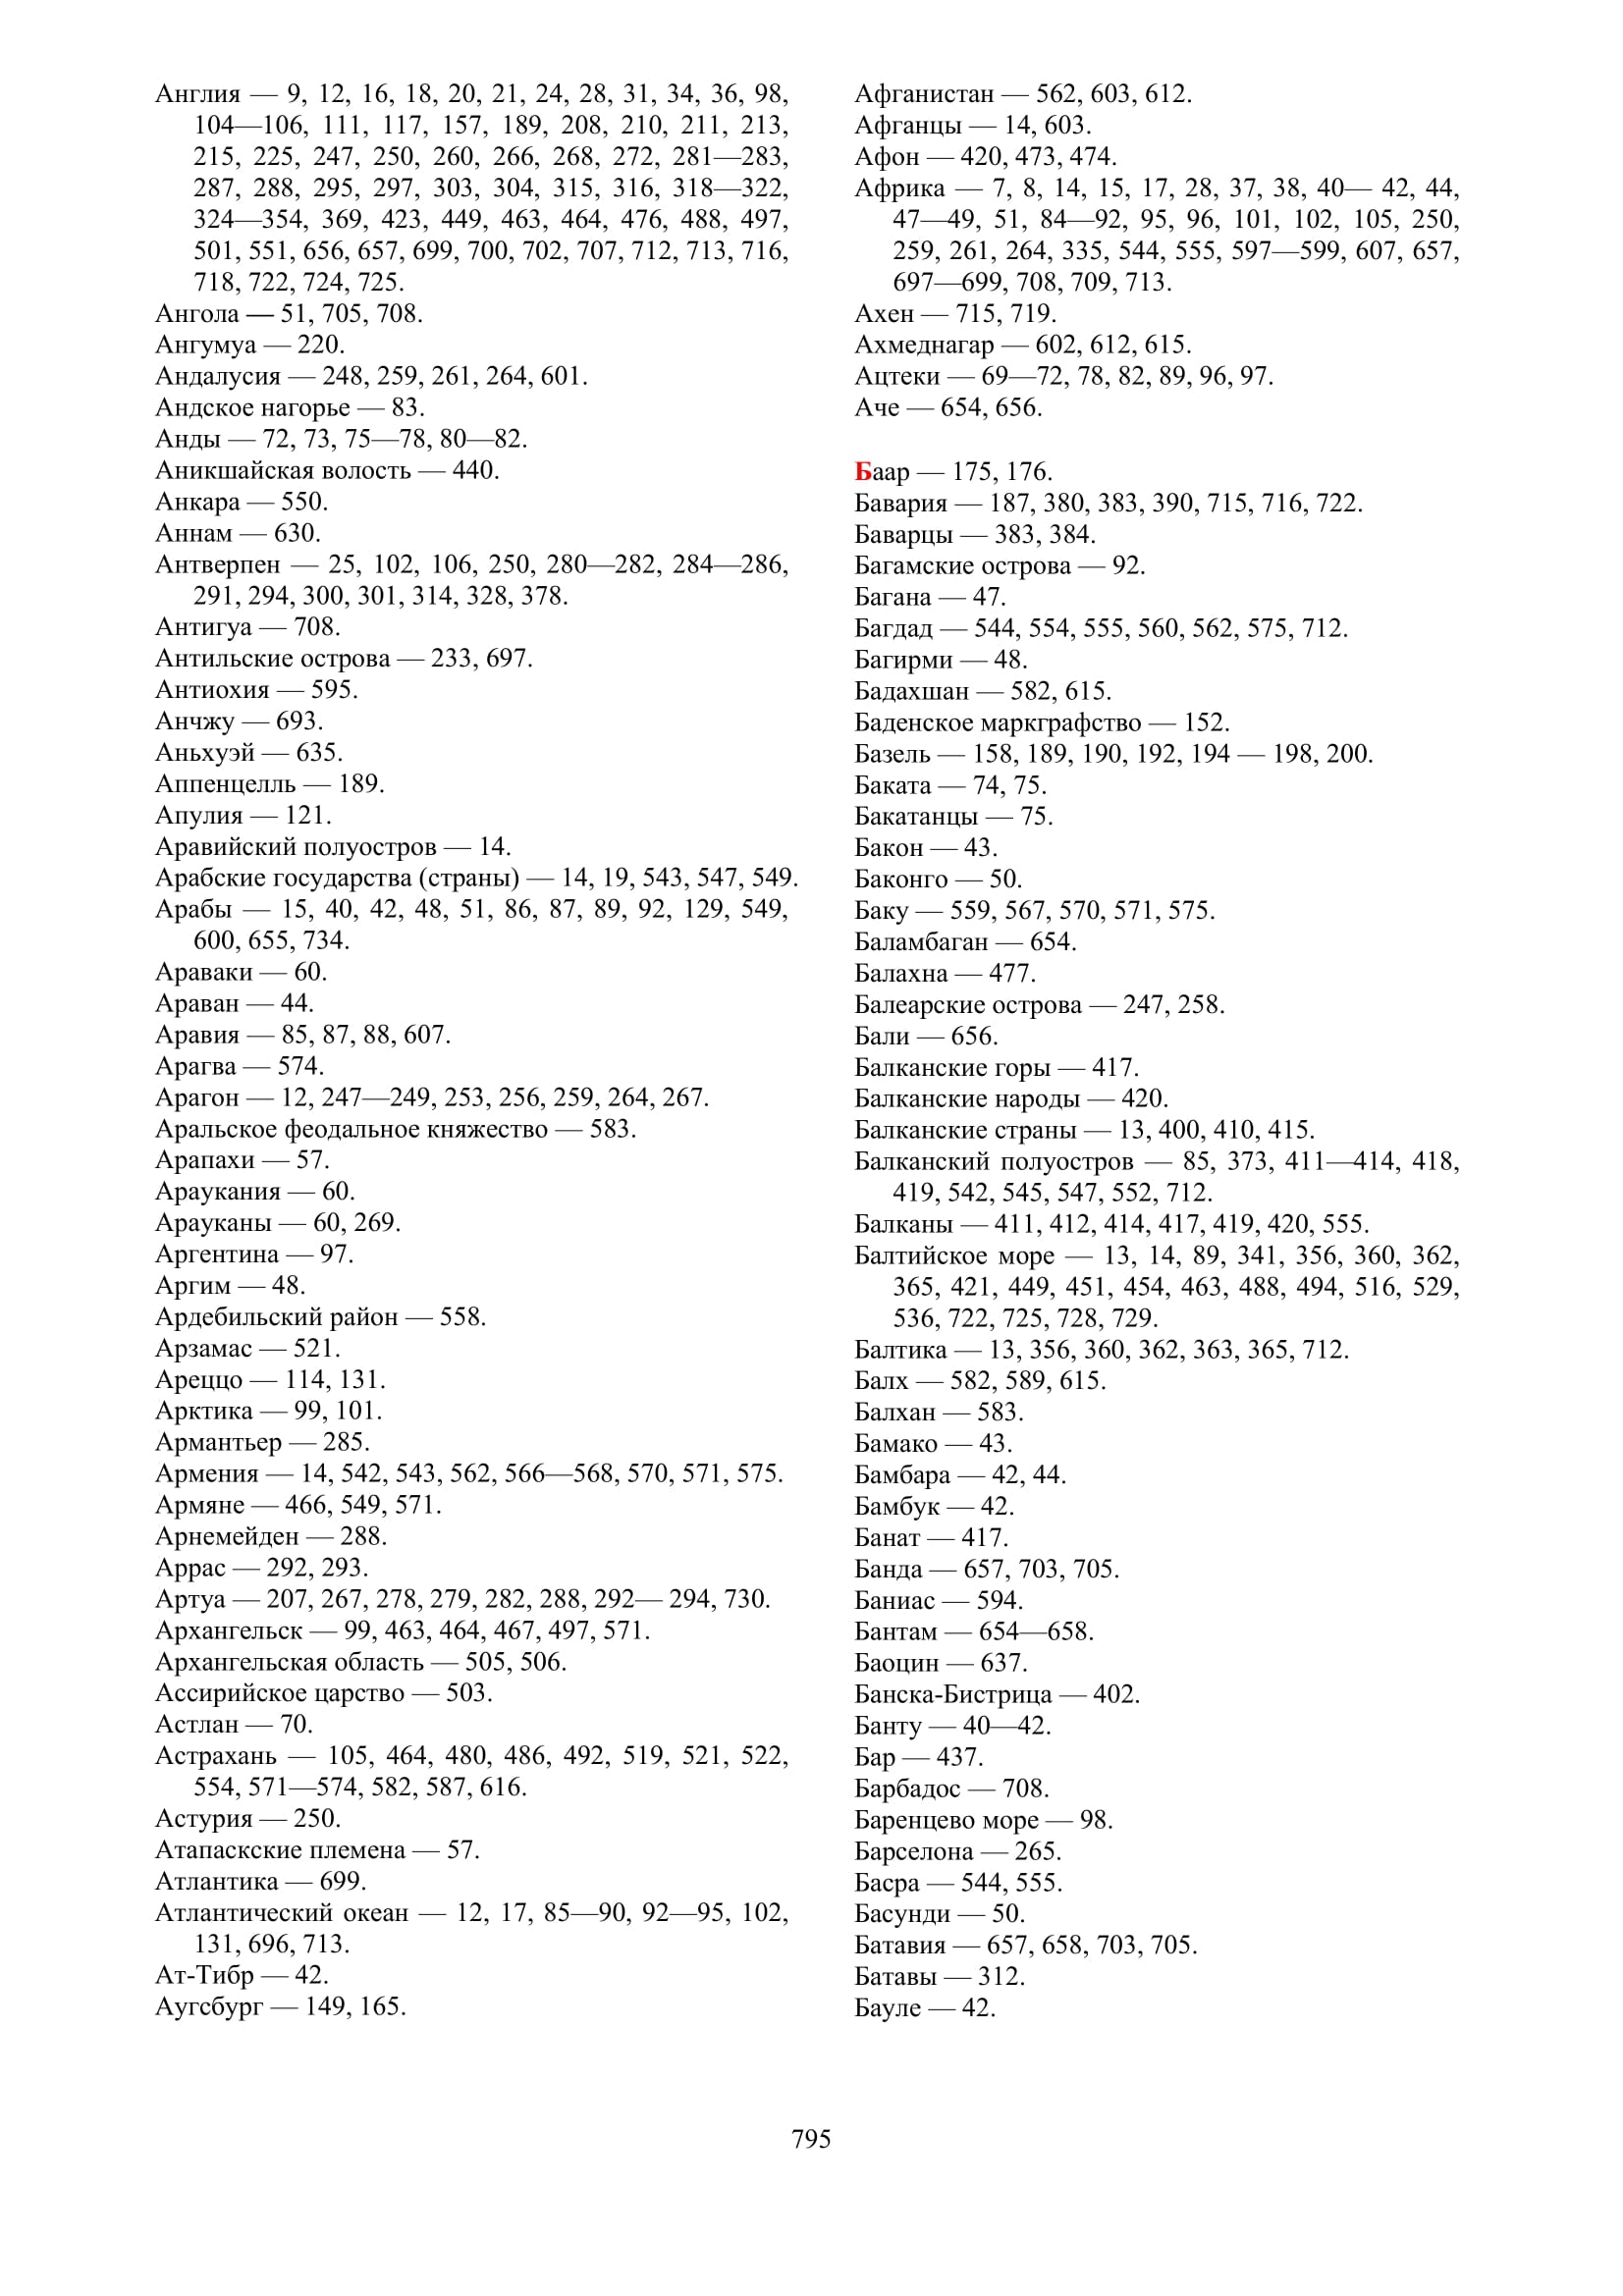 Англия — 9, 12, 16, 18, 20, 21, 24, 28, 31, 34, 36, 98,
104—106, 111, 117, 157, 189, 208, 210, 211, 213,
215, 225, 247, 250, 260, 266, 268, 272, 281—283,
287, 288, 295, 297, 303, 304, 315, 316, 318—322,
324—354, 369, 423, 449, 463, 464, 476, 488, 497,
501, 551, 656, 657, 699, 700, 702, 707, 712, 713, 716,
718, 722, 724, 725.
Ангола — 51, 705, 708.
Ангумуа — 220.
Андалусия — 248, 259, 261, 264, 601.
Андское нагорье — 83.
Анды — 72, 73, 75—78, 80—82.
Аникшайская волость — 440.
Анкара — 550.
Аннам — 630.
Антверпен — 25, 102, 106, 250, 280—282, 284—286,
291, 294, 300, 301, 314, 328, 378.
Антигуа — 708.
Антильские острова — 233, 697.
Антиохия — 595.
Анчжу — 693.
Аньхуэй — 635.
Аппенцелль — 189.
Апулия — 121.
Аравийский полуостров — 14.
Арабские государства (страны) — 14, 19, 543, 547, 549.
Арабы — 15, 40, 42, 48, 51, 86, 87, 89, 92, 129, 549,
600, 655, 734.
Араваки — 60.
Араван — 44.
Аравия — 85, 87, 88, 607.
Арагва — 574.
Арагон — 12, 247—249, 253, 256, 259, 264, 267.
Аральское феодальное княжество — 583.
Арапахи — 57.
Араукания — 60.
Арауканы — 60, 269.
Аргентина — 97.
Аргим — 48.
Ардебильский район — 558.
Арзамас — 521.
Ареццо — 114, 131.
Арктика — 99, 101.
Армантьер — 285.
Армения — 14, 542, 543, 562, 566—568, 570, 571, 575.
Армяне — 466, 549, 571.
Арнемейден — 288.
Аррас — 292, 293.
Артуа — 207, 267, 278, 279, 282, 288, 292— 294, 730.
Архангельск — 99, 463, 464, 467, 497, 571.
Архангельская область — 505, 506.
Ассирийское царство — 503.
Астлан — 70.
Астрахань — 105, 464, 480, 486, 492, 519, 521, 522,
554, 571—574, 582, 587, 616.
Астурия — 250.
Атапаскские племена — 57.
Атлантика — 699.
Атлантический океан — 12, 17, 85—90, 92—95, 102,
131, 696, 713.
Ат-Тибр — 42.
Аугсбург — 149, 165.
Афганистан — 562, 603, 612.
Афганцы — 14, 603.
Афон — 420, 473, 474.
Африка — 7, 8, 14, 15, 17, 28, 37, 38, 40— 42, 44,
47—49, 51, 84—92, 95, 96, 101, 102, 105, 250,
259, 261, 264, 335, 544, 555, 597—599, 607, 657,
697—699, 708, 709, 713.
Ахен — 715, 719.
Ахмеднагар — 602, 612, 615.
Ацтеки — 69—72, 78, 82, 89, 96, 97.
Аче — 654, 656.
Баар — 175, 176.
Бавария — 187, 380, 383, 390, 715, 716, 722.
Баварцы — 383, 384.
Багамские острова — 92.
Багана — 47.
Багдад — 544, 554, 555, 560, 562, 575, 712.
Багирми — 48.
Бадахшан — 582, 615.
Баденское маркграфство — 152.
Базель — 158, 189, 190, 192, 194 — 198, 200.
Баката — 74, 75.
Бакатанцы — 75.
Бакон — 43.
Баконго — 50.
Баку — 559, 567, 570, 571, 575.
Баламбаган — 654.
Балахна — 477.
Балеарские острова — 247, 258.
Бали — 656.
Балканские горы — 417.
Балканские народы — 420.
Балканские страны — 13, 400, 410, 415.
Балканский полуостров — 85, 373, 411—414, 418,
419, 542, 545, 547, 552, 712.
Балканы — 411, 412, 414, 417, 419, 420, 555.
Балтийское море — 13, 14, 89, 341, 356, 360, 362,
365, 421, 449, 451, 454, 463, 488, 494, 516, 529,
536, 722, 725, 728, 729.
Балтика — 13, 356, 360, 362, 363, 365, 712.
Балх — 582, 589, 615.
Балхан — 583.
Бамако — 43.
Бамбара — 42, 44.
Бамбук — 42.
Банат — 417.
Банда — 657, 703, 705.
Баниас — 594.
Бантам — 654—658.
Баоцин — 637.
Банска-Бистрица — 402.
Банту — 40—42.
Бар — 437.
Барбадос — 708.
Баренцево море — 98.
Барселона — 265.
Басра — 544, 555.
Басунди — 50.
Батавия — 657, 658, 703, 705.
Батавы — 312.
Бауле — 42.
795